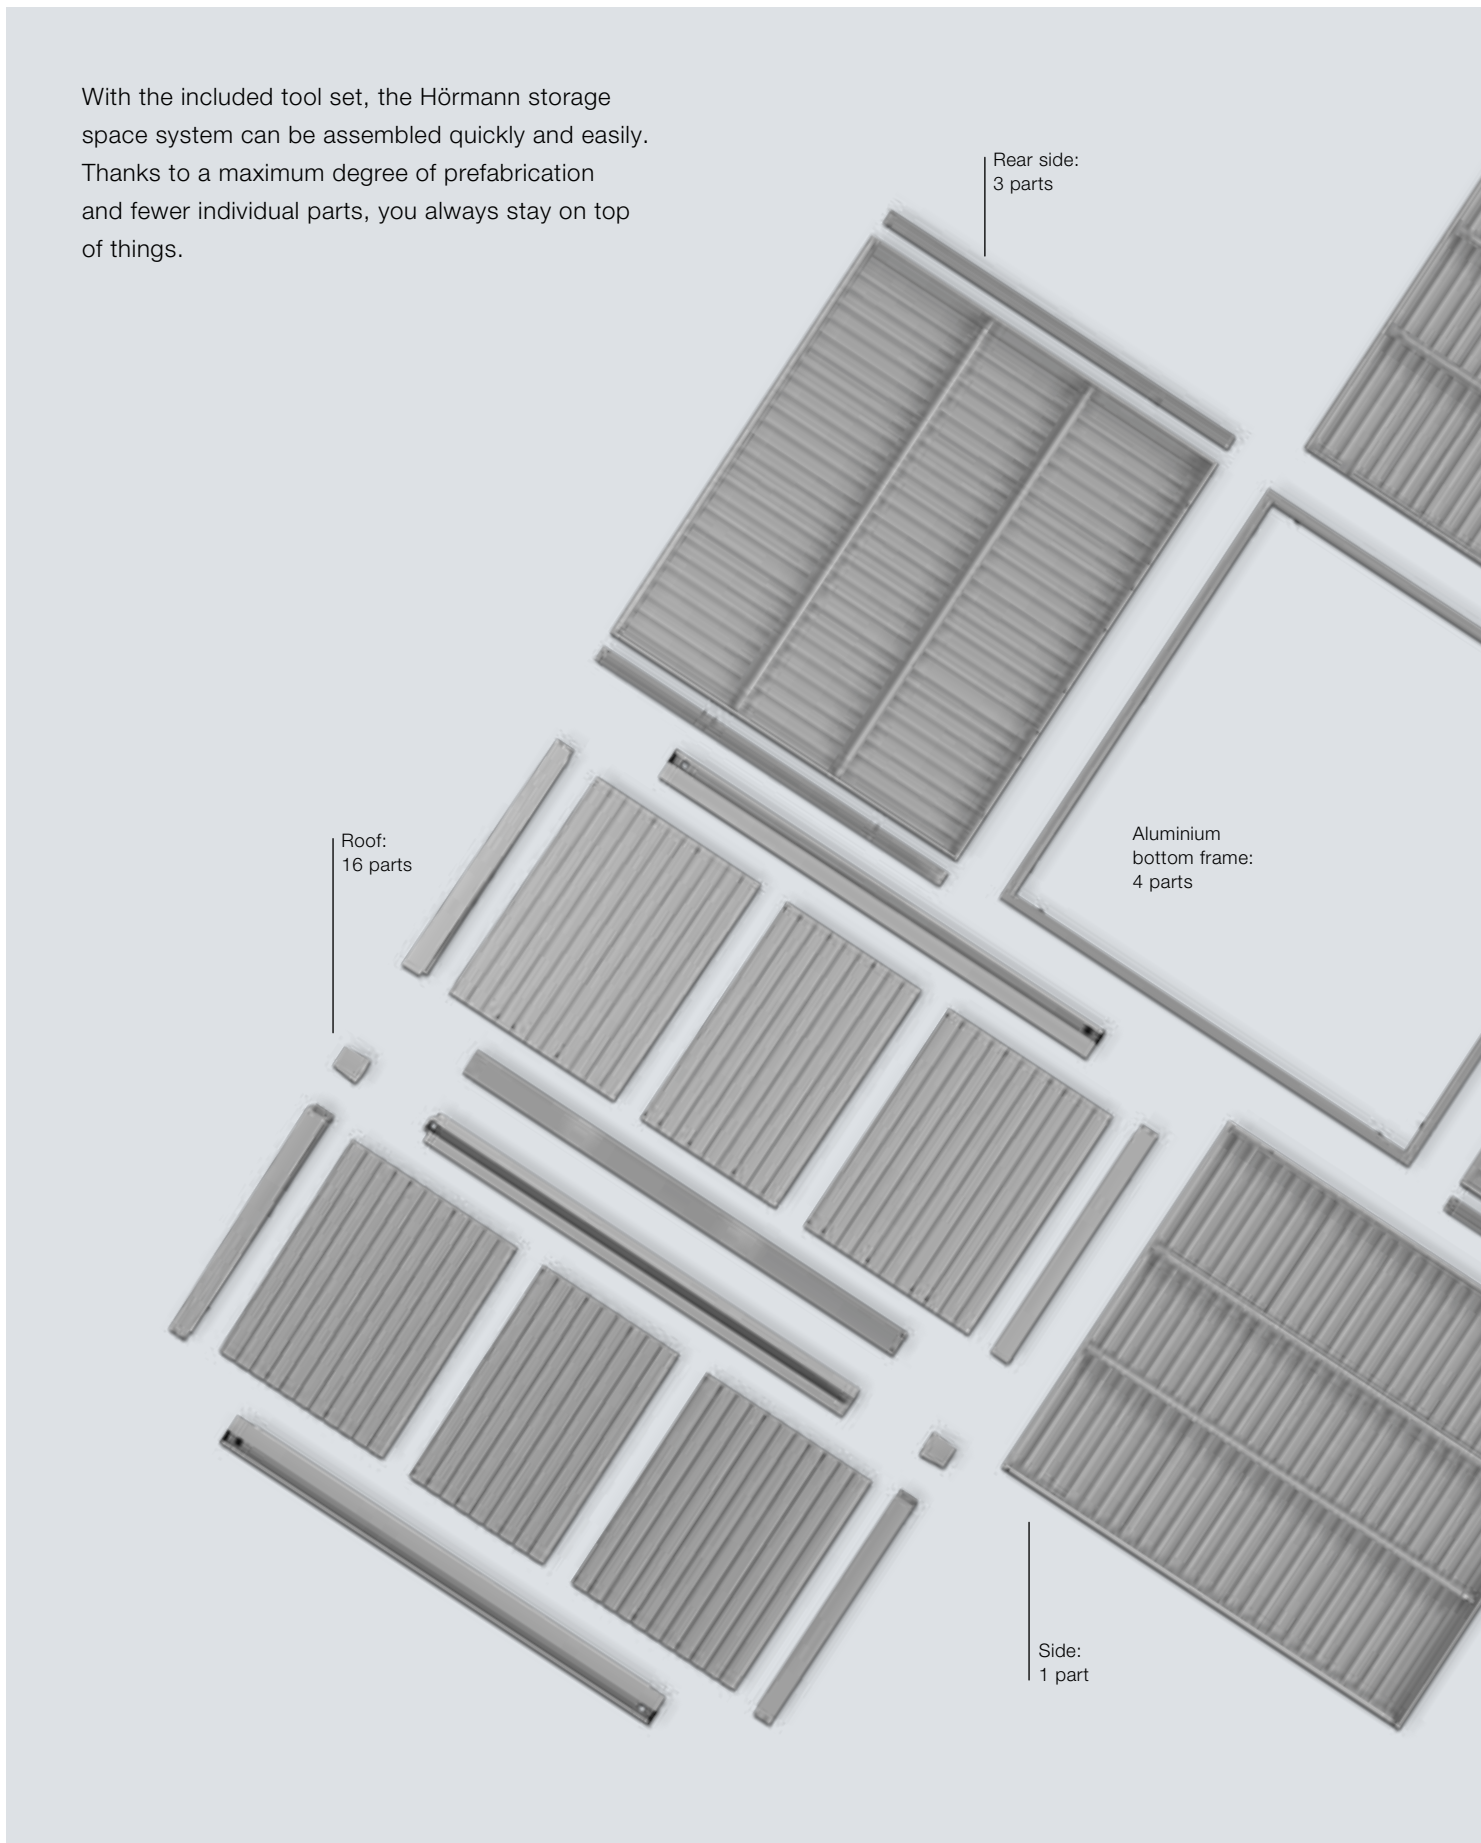 With the included tool set, the Hörmann storage
space system can be assembled quickly and easily.
Thanks to a maximum degree of prefabrication
and fewer individual parts, you always stay on top
of things.
Rear side:
3 parts
Roof:
16 parts
Aluminium
bottom frame:
4 parts
Side:
1 part